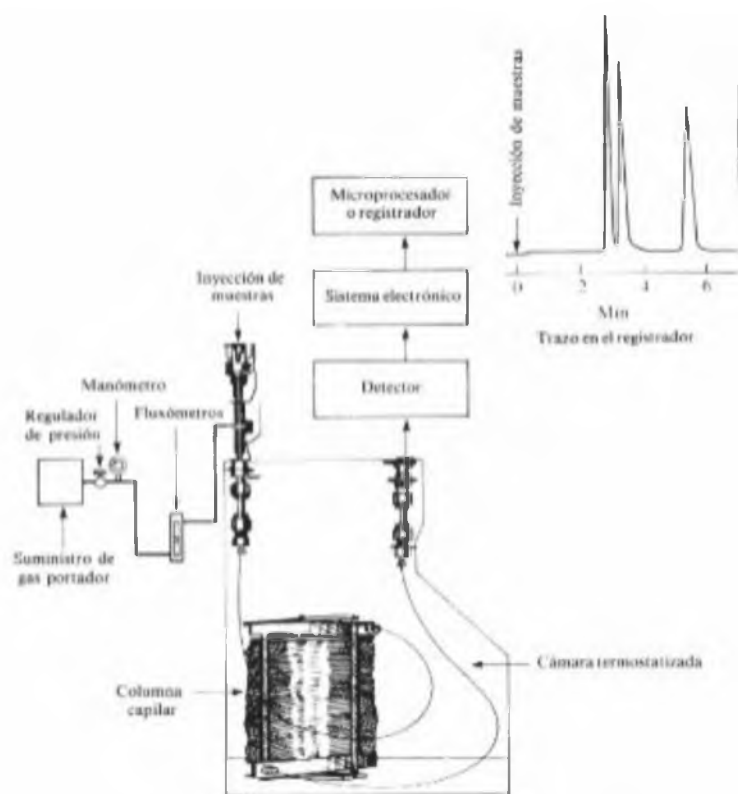 Inyección de muestras
0
2
4
6
Min
Trazo en el registrador
Microprocesador
o registrador
Sistema electrónico
Detector
Inyección de
muestras
Manómetro
Regulador
de presión
Fluxómetros
Suministro de
gas portador
Columna
capilar
Cámara termostatizada